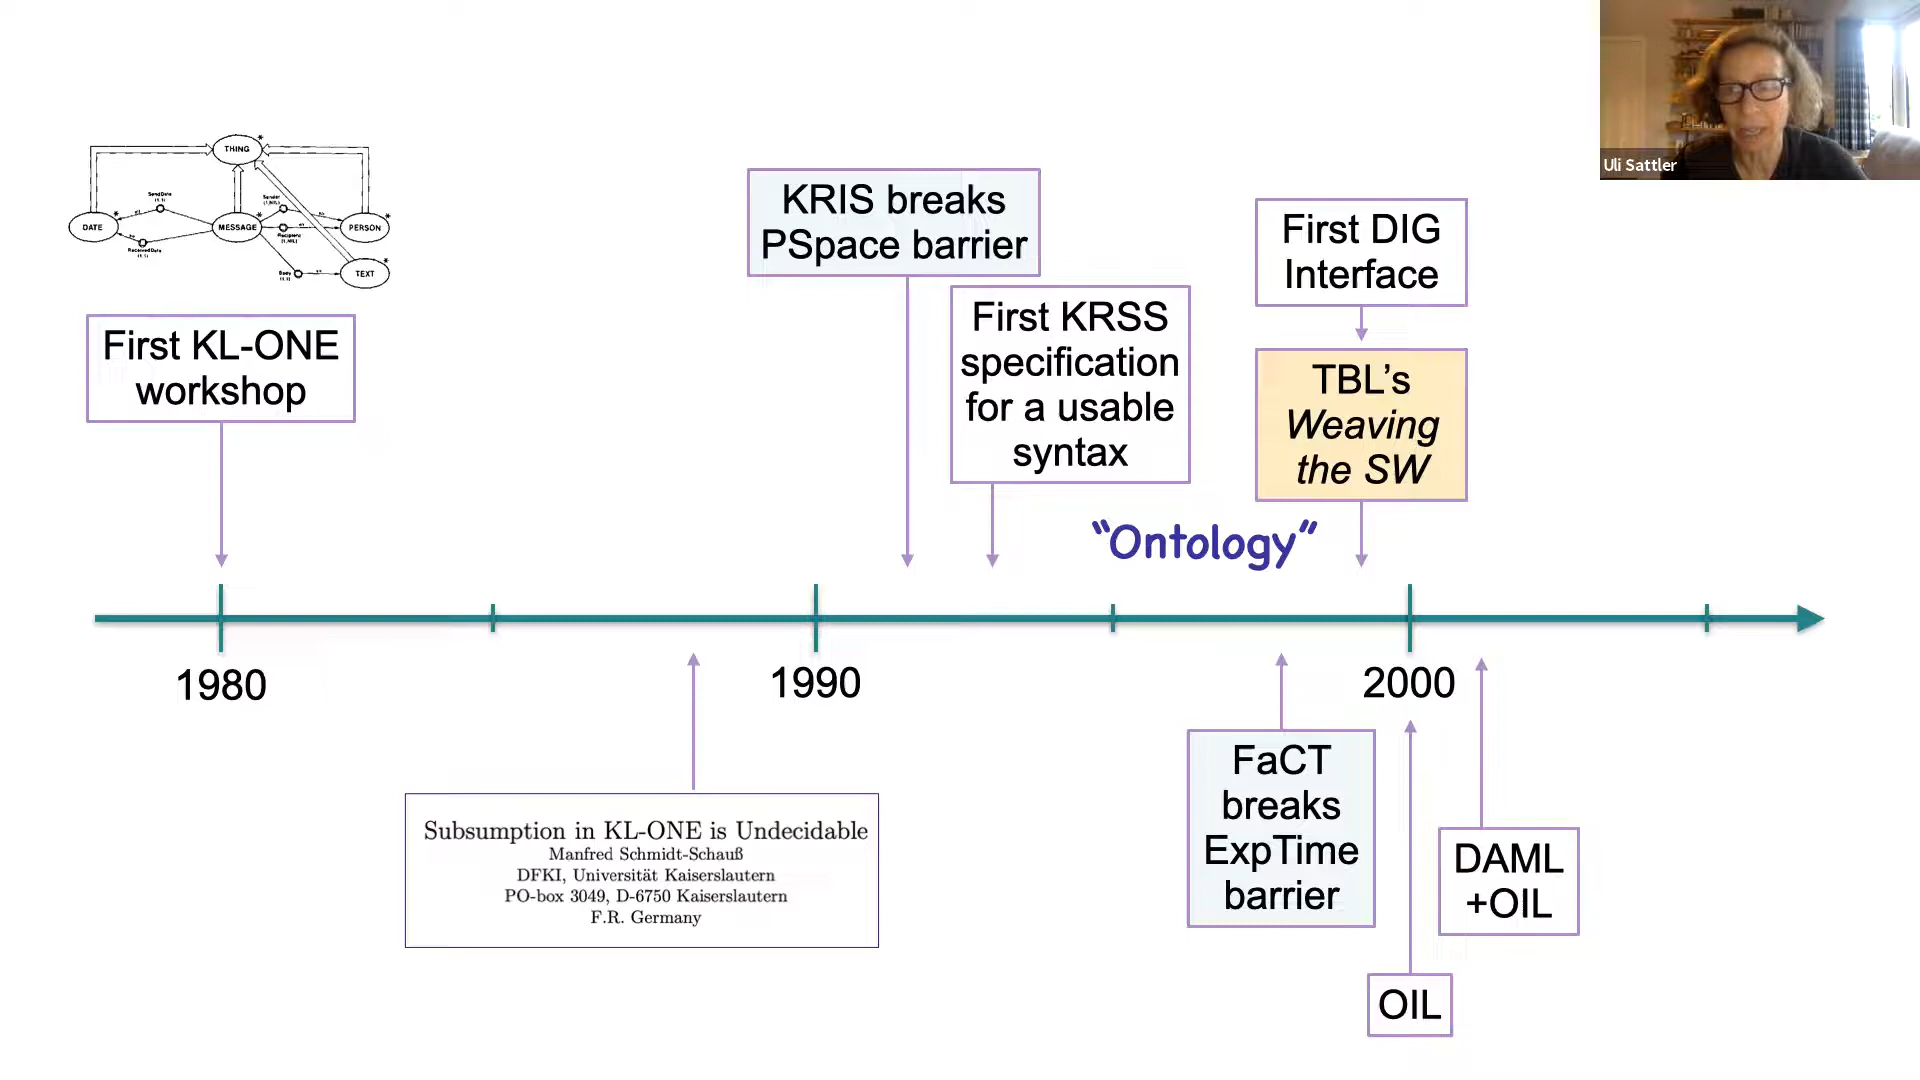 Uli Sattler
THING
DATE
MESSAGE
PERSON
TEXT
First KL-ONE
workshop
KRIS breaks
PSpace barrier
First KRSS
specification
for a usable
syntax
First DIG
Interface
TBL’s
Weaving
the SW
“Ontology”
1980
1990
2000
Subsumption in KL-ONE is Undecidable
Manfred Schmidt-Schauß
DFKI, Universität Kaiserslautern
PO-box 3049, D-6750 Kaiserslautern
F.R. Germany
FaCT
breaks
ExpTime
barrier
DAML
+OIL
OIL